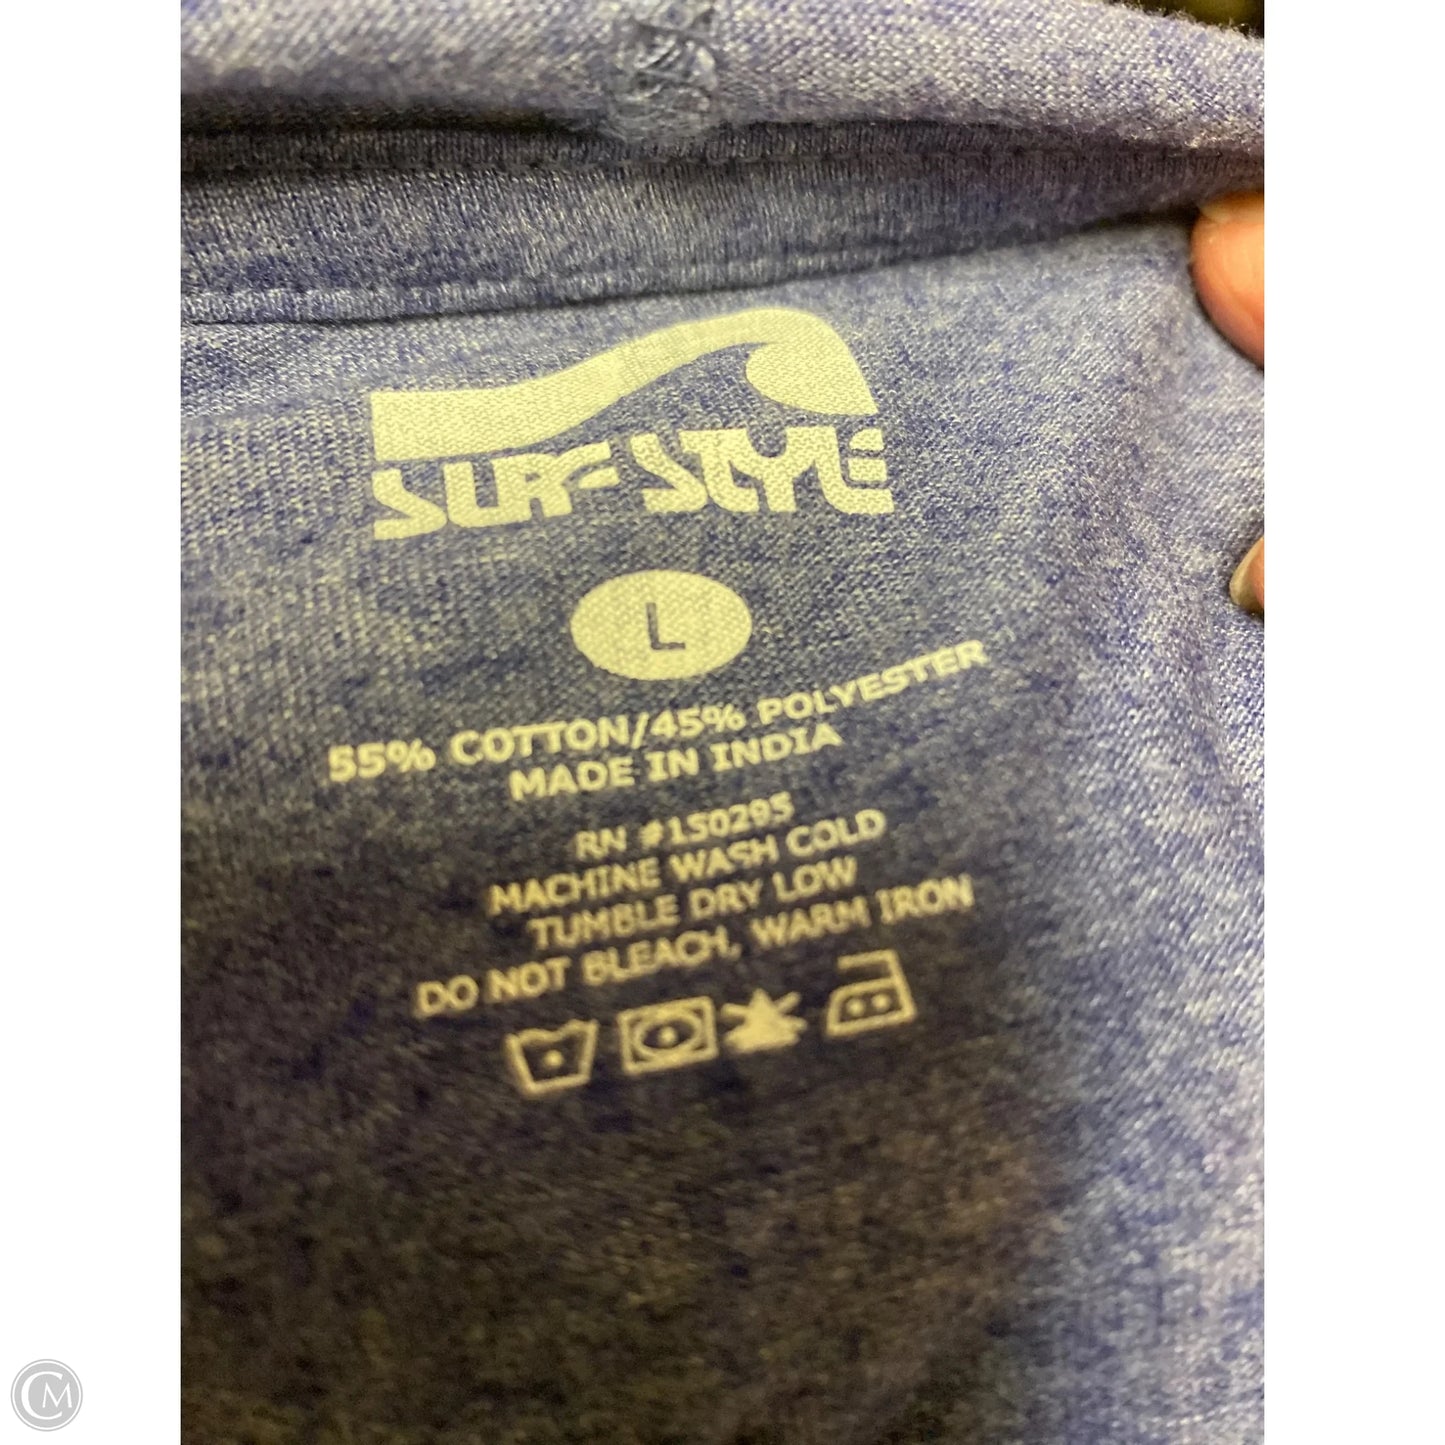 SURF STYLE
L
55% COTTON/45% POLYESTER
MADE IN INDIA
RN #150295
MACHINE WASH COLD
TUMBLE DRY LOW
DO NOT BLEACH, WARM IRON
CM